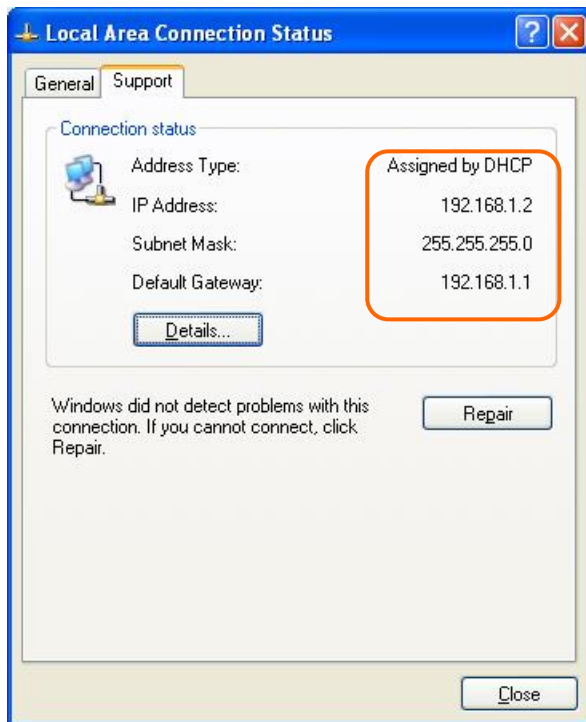 Local Area Connection Status
General Support
Connection status
Address Type: Assigned by DHCP
IP Address: 192.168.1.2
Subnet Mask: 255.255.255.0
Default Gateway: 192.168.1.1
Details...
Windows did not detect problems with this
connection. If you cannot connect, click
Repair.
Repair
Close